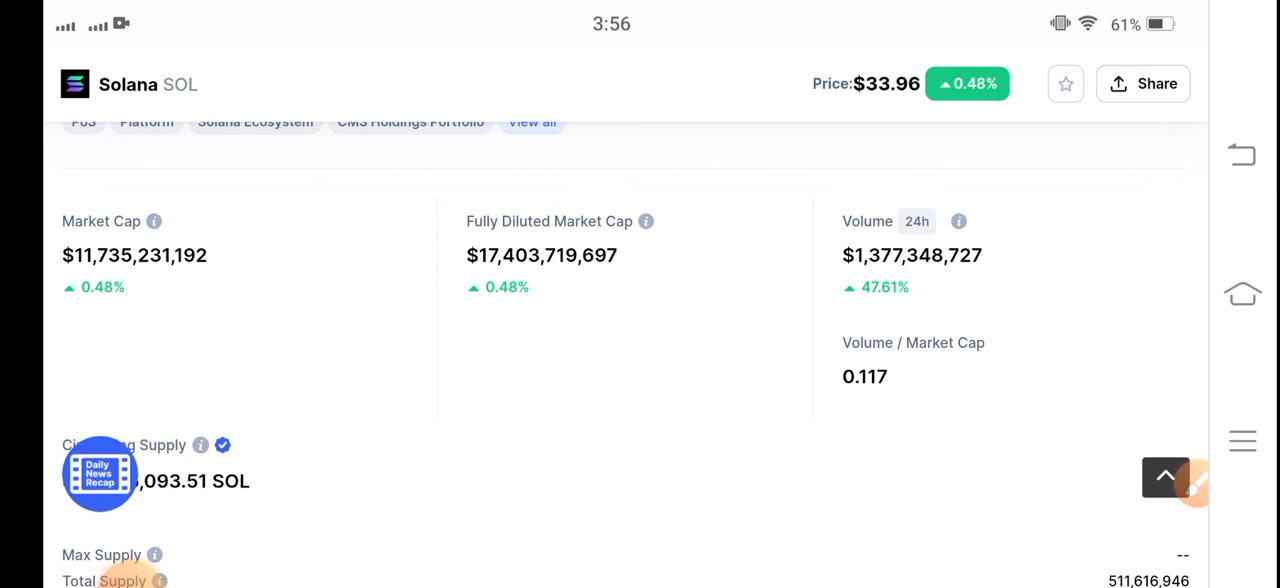 3:56
61%
Solana SOL
Price: $33.96 0.48%
Share
PoS Platform Solana Ecosystem CMS Holdings Portfolio View all
Market Cap
$11,735,231,192
0.48%
Fully Diluted Market Cap
$17,403,719,697
0.48%
Volume 24h
$1,377,348,727
47.61%
Volume / Market Cap
0.117
Supply
Daily
News
Recap
,093.51 SOL
Max Supply --
Total Supply 511,616,946